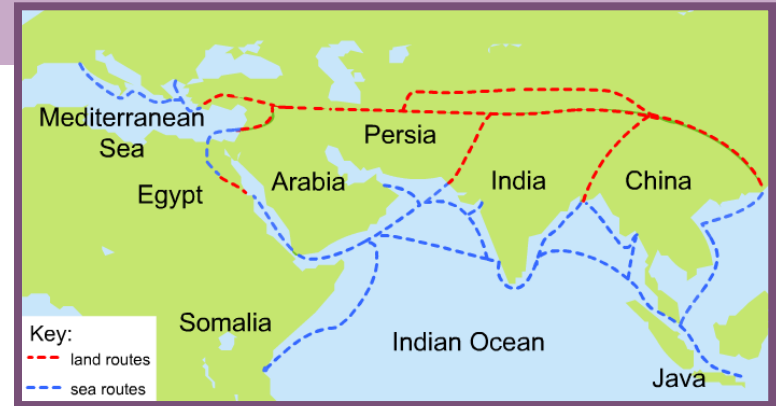 Mediterranean
Sea
Persia
Egypt
Arabia
India
China
Somalia
Indian Ocean
Java
Key:
land routes
sea routes